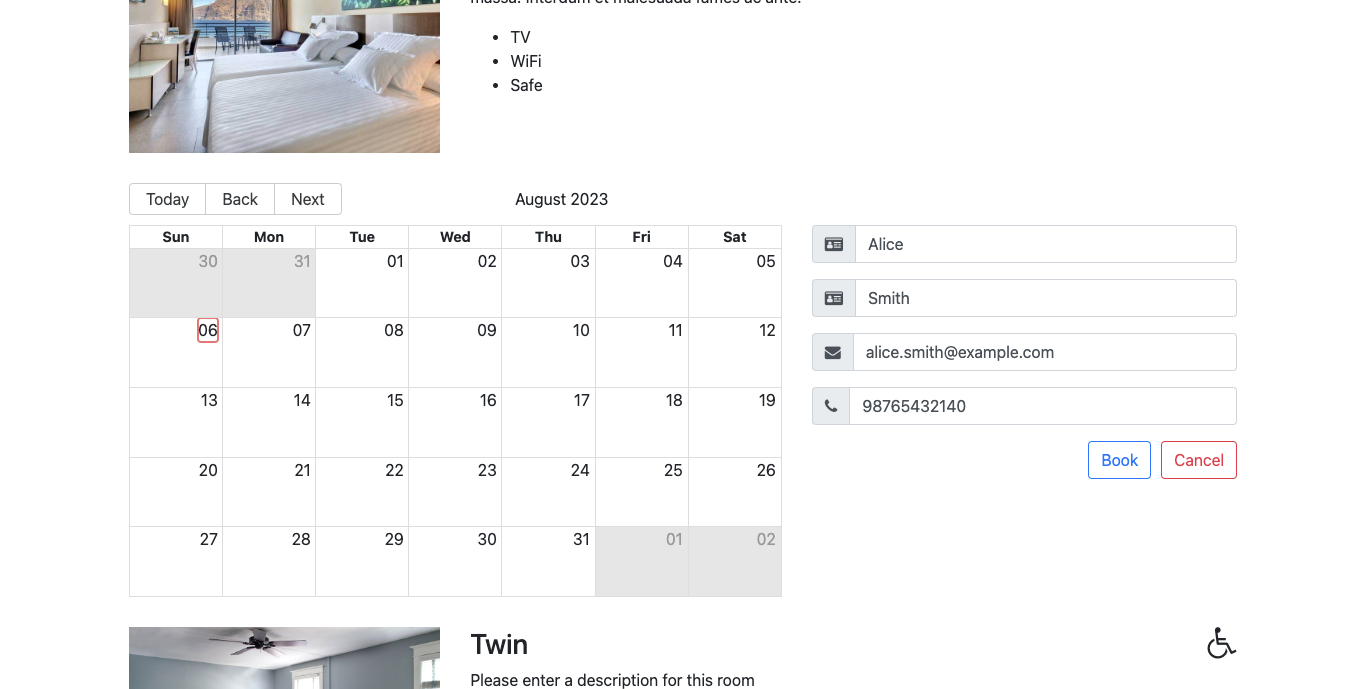 massa. Interdum et malesuada fames ac ante.
TV
WiFi
Safe
Today Back Next August 2023
Sun Mon Tue Wed Thu Fri Sat
30 31 01 02 03 04 05
06 07 08 09 10 11 12
13 14 15 16 17 18 19
20 21 22 23 24 25 26
27 28 29 30 31 01 02
Alice
Smith
alice.smith@example.com
98765432140
Book Cancel
Twin
Please enter a description for this room